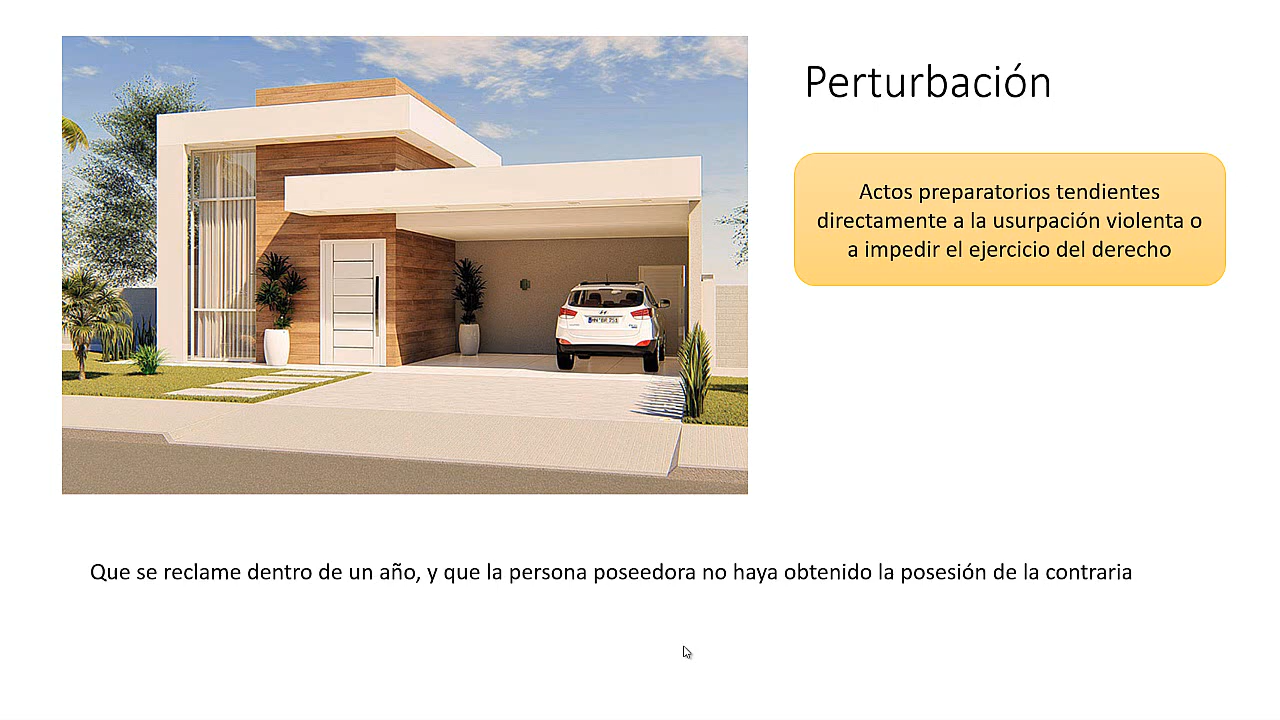 Perturbación
Actos preparatorios tendientes
directamente a la usurpación violenta o
a impedir el ejercicio del derecho
Que se reclame dentro de un año, y que la persona poseedora no haya obtenido la posesión de la contraria